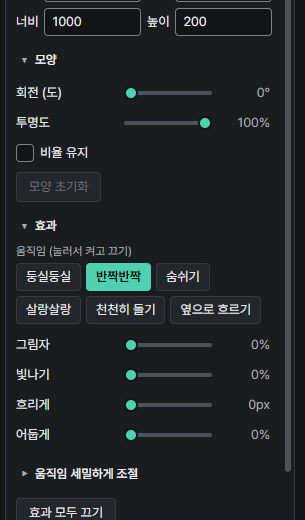 너비 1000 높이 200
▼ 모양
회전 (도) 0°
투명도 100%
비율 유지
모양 초기화
▼ 효과
움직임 (눌러서 켜고 끄기)
둥실둥실 반짝반짝 숨쉬기
살랑살랑 천천히 돌기 옆으로 흐르기
그림자 0%
빛나기 0%
흐리게 0px
어둡게 0%
► 움직임 세밀하게 조절
효과 모두 끄기